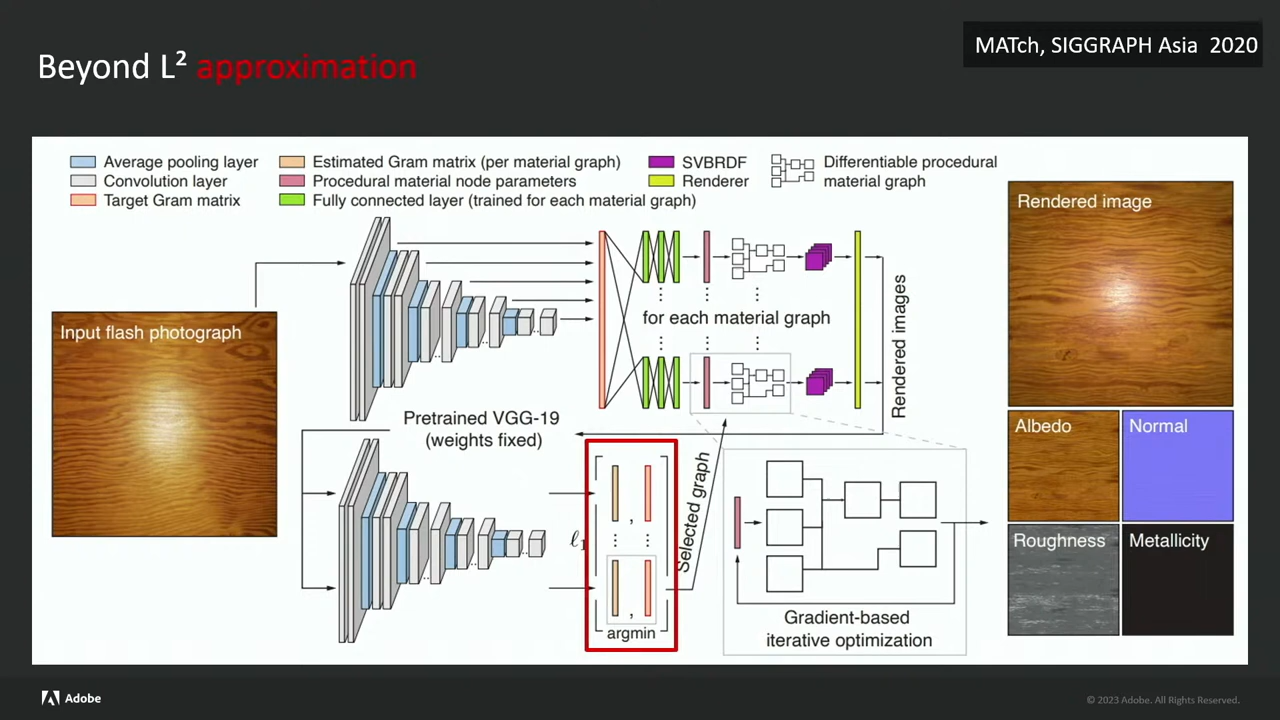 Beyond L² approximation
MATch, SIGGRAPH Asia 2020
Average pooling layer
Convolution layer
Target Gram matrix
Estimated Gram matrix (per material graph)
Procedural material node parameters
Fully connected layer (trained for each material graph)
SVBRDF
Renderer
Differentiable procedural
material graph
Input flash photograph
for each material graph
Rendered images
Pretrained VGG-19
(weights fixed)
ℓ1
argmin
Selected graph
Gradient-based
iterative optimization
Rendered image
Albedo
Normal
Roughness
Metallicity
Adobe
© 2023 Adobe. All Rights Reserved.